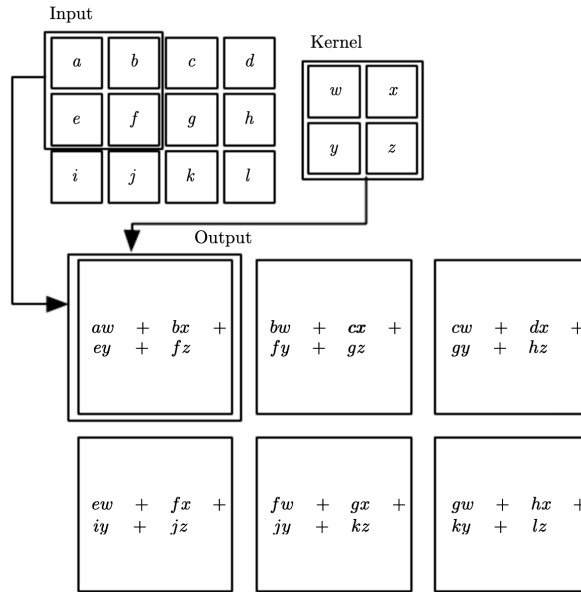 Input
Kernel
a b c d
e f g h
i j k l
w x
y z
Output
aw + bx +
ey + fz
bw + cx +
fy + gz
cw + dx +
gy + hz
ew + fx +
iy + jz
fw + gx +
jy + kz
gw + hx +
ky + lz